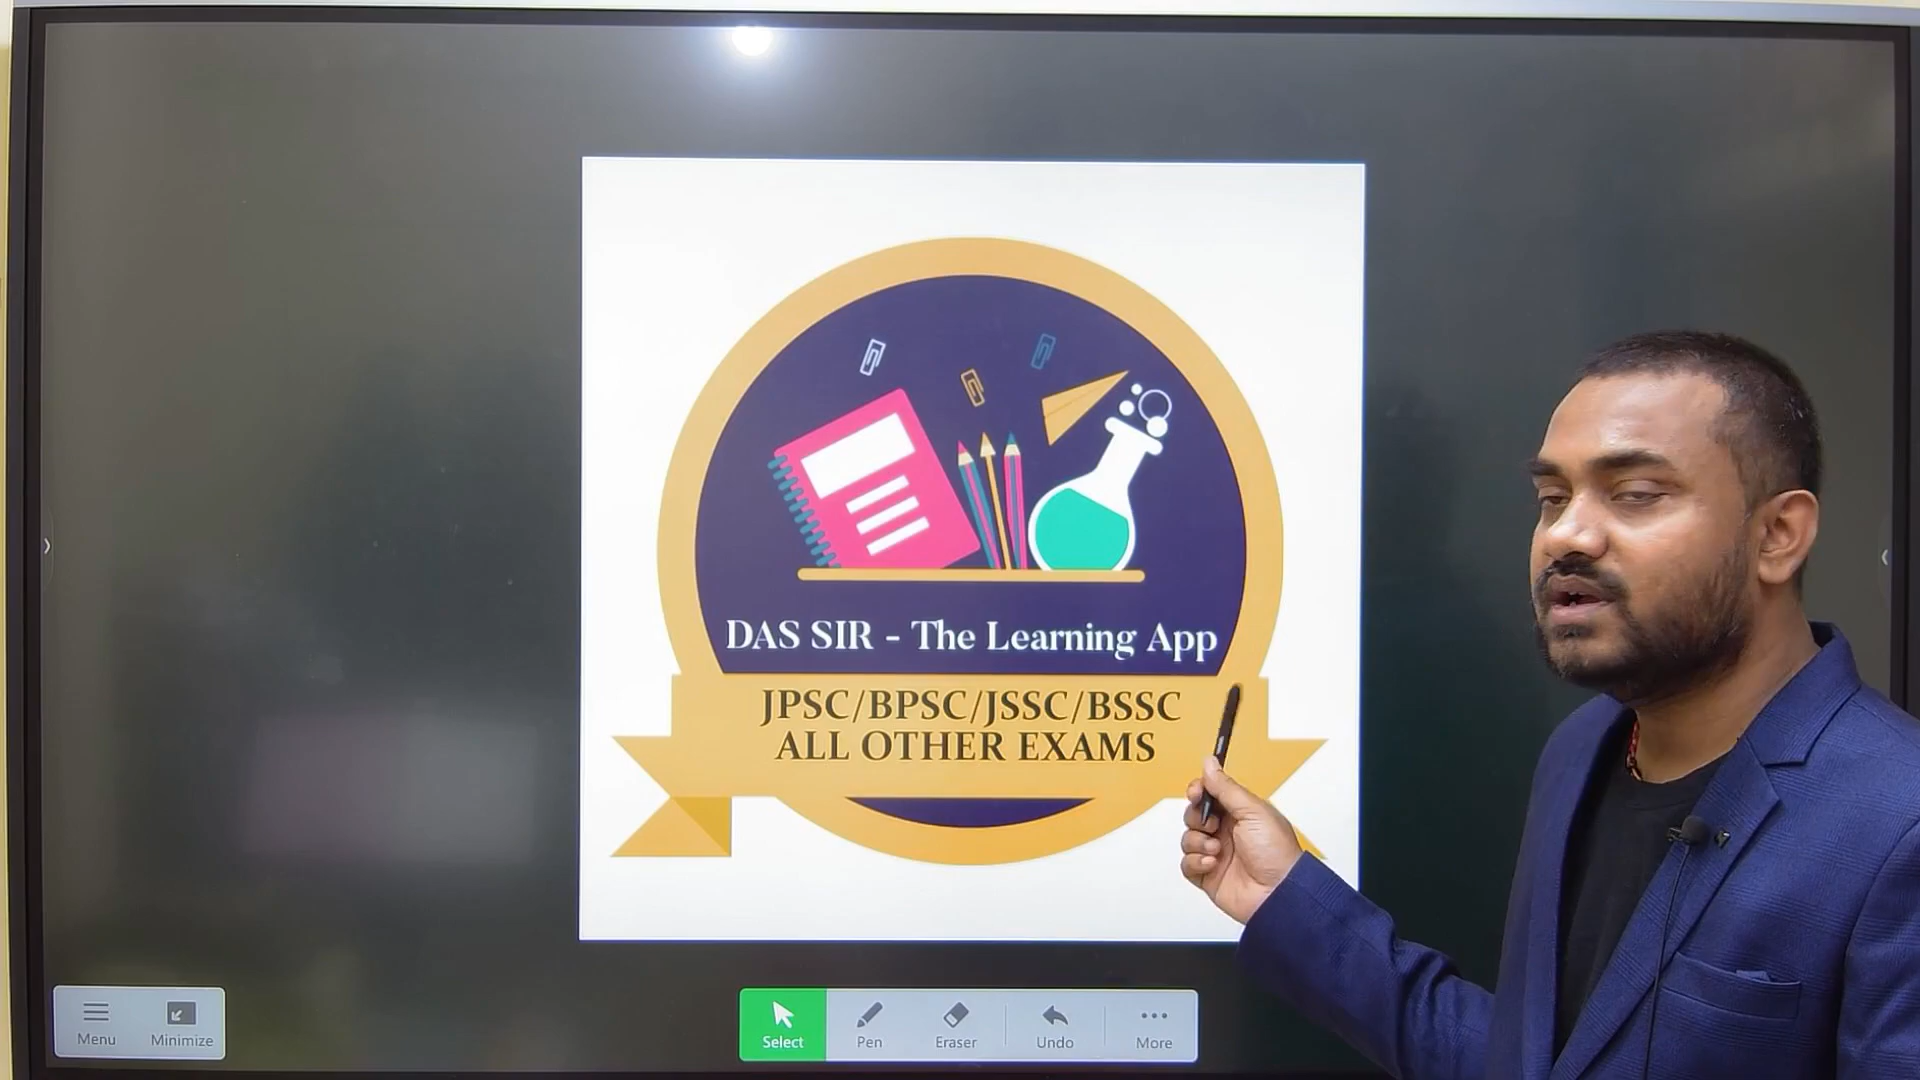 DAS SIR - The Learning App
JPSC/BPSC/JSSC/BSSC
ALL OTHER EXAMS
Menu
Minimize
Select
Pen
Eraser
Undo
More